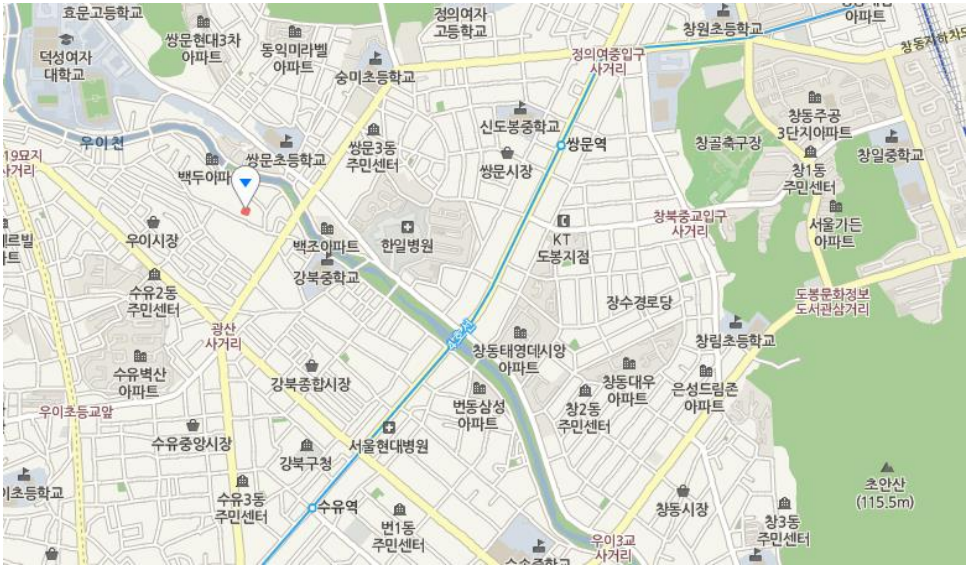 효문고등학교
정의여자
고등학교
창원초등학교
아파트
창동지하차도
쌍문현대3차
아파트
동익미라벨
아파트
덕성여자
대학교
숭미초등학교
정의여중입구
사거리
창동주공
3단지아파트
신도봉중학교
우이천
19묘지
사거리
쌍문초등학교
쌍문3동
주민센터
쌍문역
쌍문시장
창골축구장
창일중학교
창1동
주민센터
백두아파
창북중교입구
사거리
서울가든
아파트
우이시장
백조아파트
한일병원
KT
도봉지점
르빌
트
강북중학교
수유2동
주민센터
장수경로당
도봉문화정보
도서관삼거리
광산
사거리
4호선
창림초등학교
창동태영데시앙
아파트
수유벽산
아파트
강북종합시장
창동대우
아파트
은성드림존
아파트
번동삼성
아파트
창2동
주민센터
우이초등교앞
수유중앙시장
서울현대병원
강북구청
이초등학교
초안산
(115.5m)
수유3동
주민센터
수유역
창동시장
번1동
주민센터
창3동
주민센터
우이3교
사거리
수송중학교